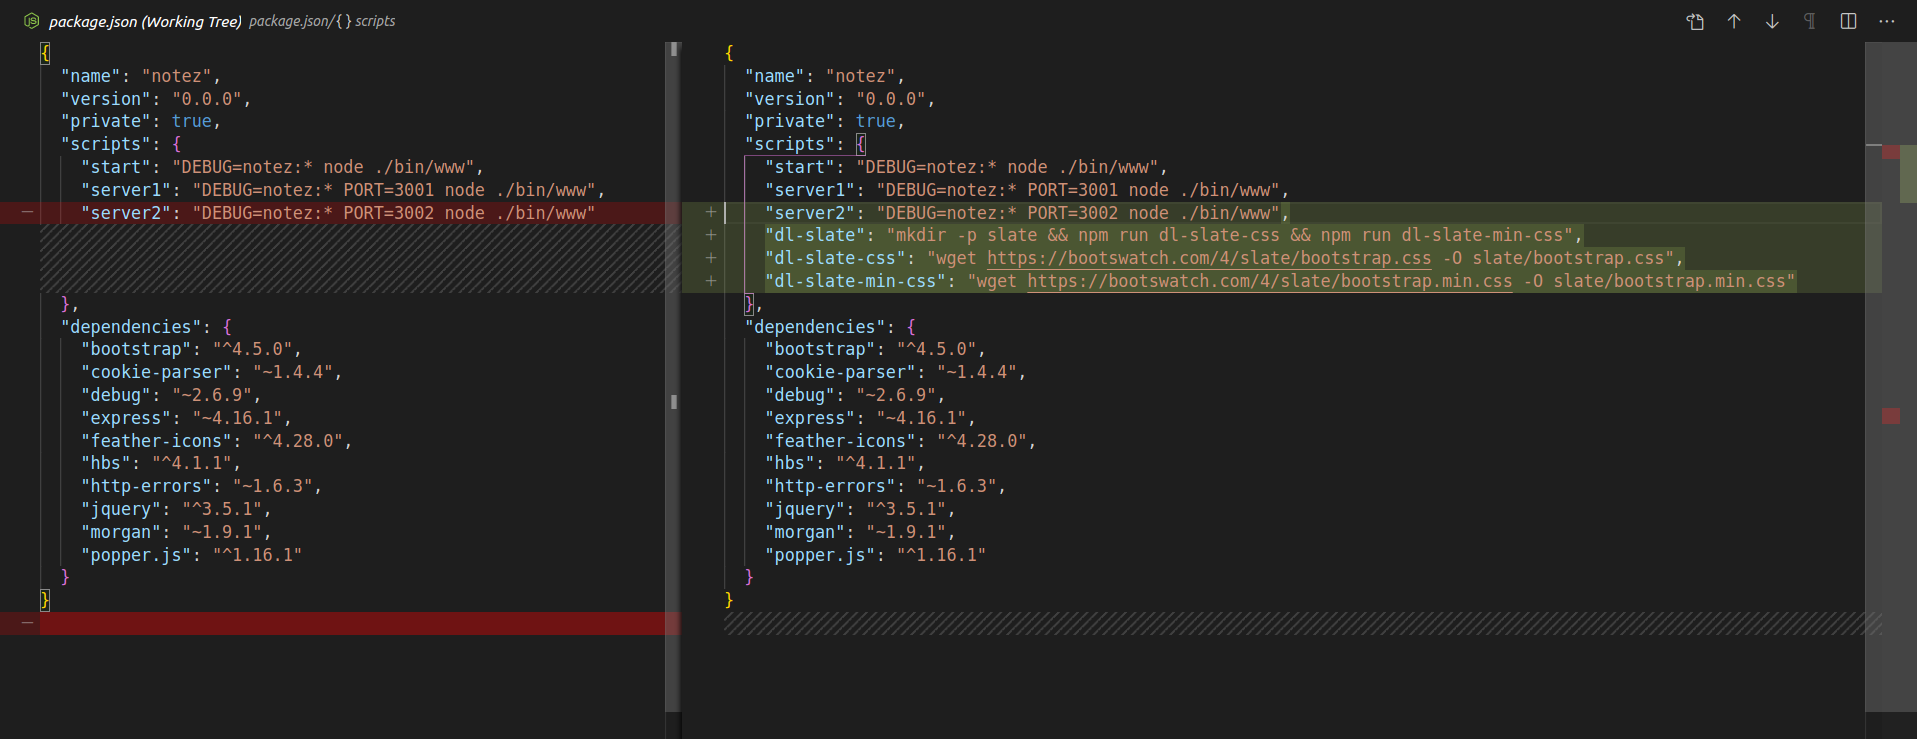 package.json (Working Tree) package.json/{ } scripts
{
"name": "notez",
"version": "0.0.0",
"private": true,
"scripts": {
"start": "DEBUG=notez:* node ./bin/www",
"server1": "DEBUG=notez:* PORT=3001 node ./bin/www",
"server2": "DEBUG=notez:* PORT=3002 node ./bin/www"
},
"dependencies": {
"bootstrap": "^4.5.0",
"cookie-parser": "~1.4.4",
"debug": "~2.6.9",
"express": "~4.16.1",
"feather-icons": "^4.28.0",
"hbs": "^4.1.1",
"http-errors": "~1.6.3",
"jquery": "^3.5.1",
"morgan": "~1.9.1",
"popper.js": "^1.16.1"
}
}
{
"name": "notez",
"version": "0.0.0",
"private": true,
"scripts": {
"start": "DEBUG=notez:* node ./bin/www",
"server1": "DEBUG=notez:* PORT=3001 node ./bin/www",
"server2": "DEBUG=notez:* PORT=3002 node ./bin/www",
"dl-slate": "mkdir -p slate && npm run dl-slate-css && npm run dl-slate-min-css",
"dl-slate-css": "wget https://bootswatch.com/4/slate/bootstrap.css -O slate/bootstrap.css",
"dl-slate-min-css": "wget https://bootswatch.com/4/slate/bootstrap.min.css -O slate/bootstrap.min.css"
},
"dependencies": {
"bootstrap": "^4.5.0",
"cookie-parser": "~1.4.4",
"debug": "~2.6.9",
"express": "~4.16.1",
"feather-icons": "^4.28.0",
"hbs": "^4.1.1",
"http-errors": "~1.6.3",
"jquery": "^3.5.1",
"morgan": "~1.9.1",
"popper.js": "^1.16.1"
}
}